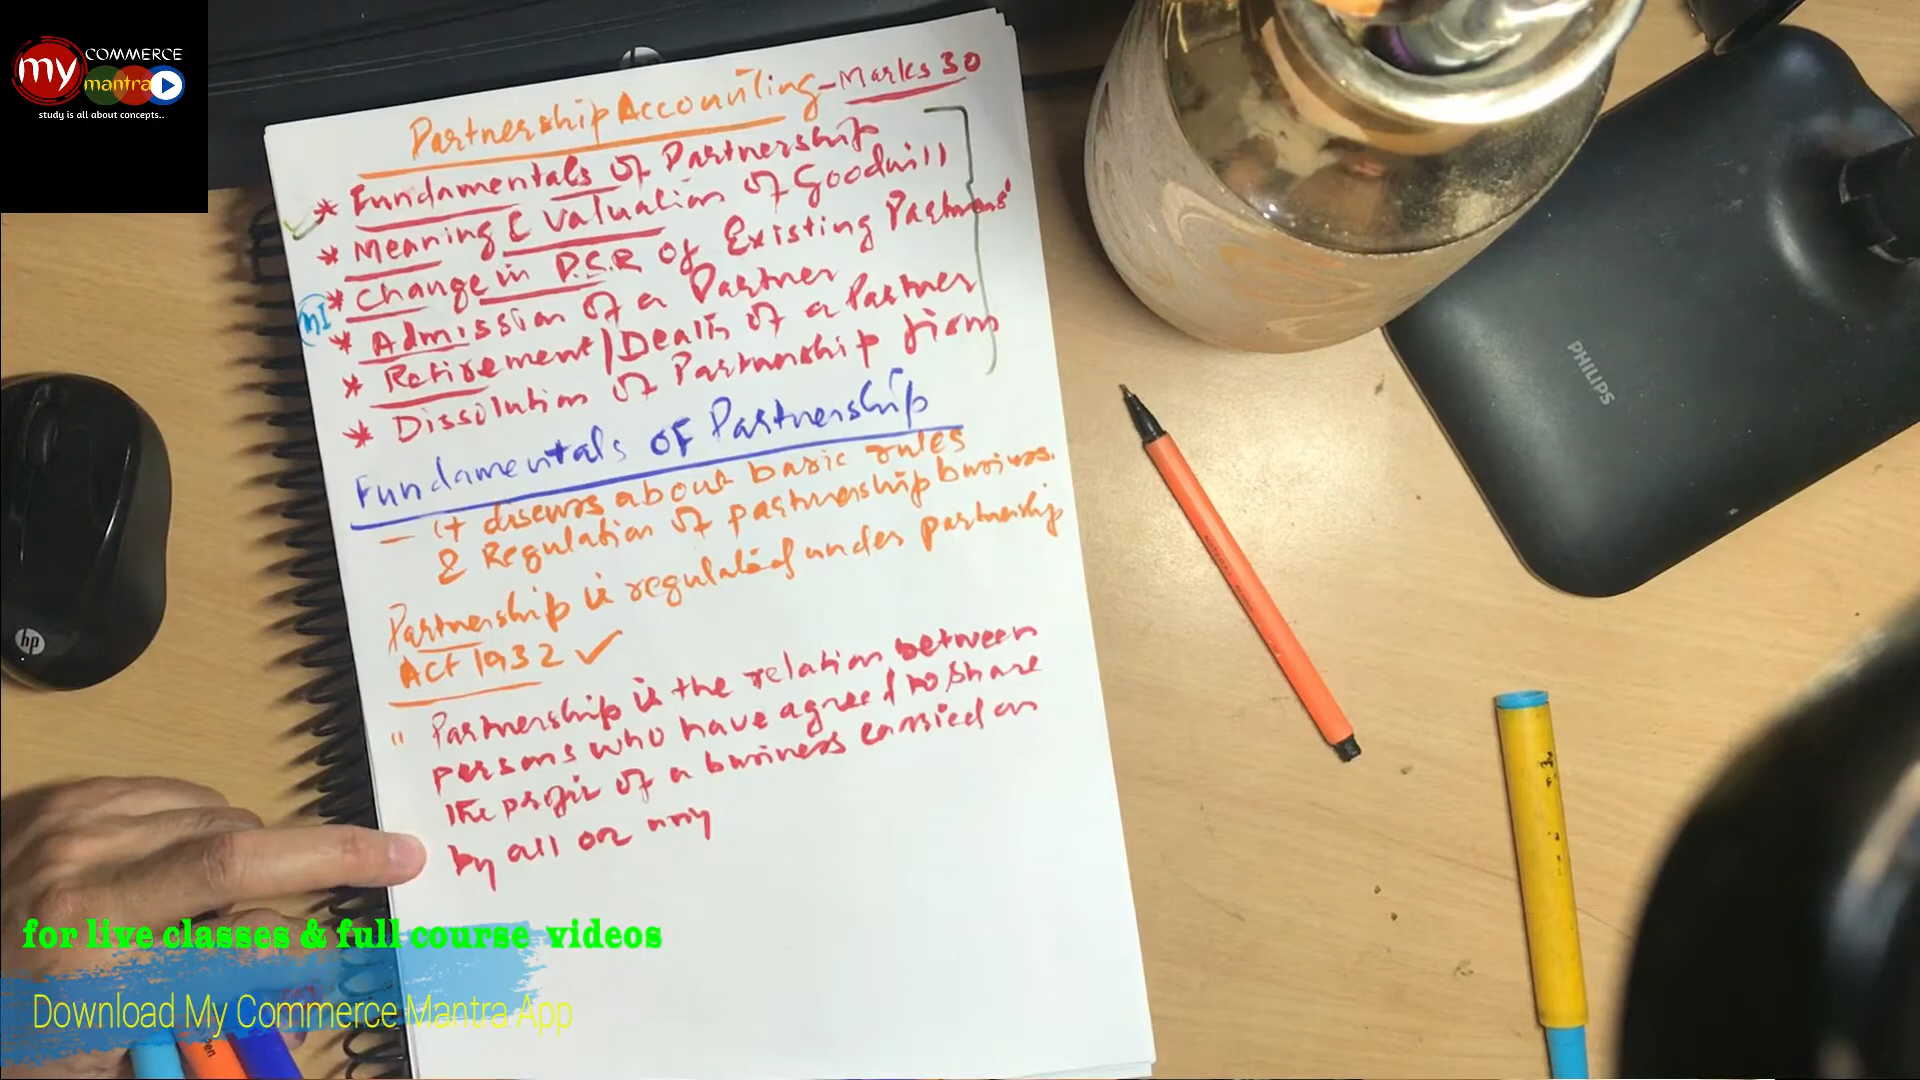 my COMMERCE
mantra
study is all about concepts..
Partnership Accounting - Marks 30
* Fundamentals of Partnership
* Meaning & Valuation of Goodwill
* Change in P.S.R of Existing Partners'
* Admission of a Partner
* Retirement / Death of a Partner
* Dissolution of Partnership firm
Fundamentals OF Partnership
- it discuss about basic rules
& Regulation of partnership business.
Partnership is regulated under partnership
Act 1932 ✓
" Partnership is the relation between
persons who have agreed to share
the profit of a business carried on
by all or any
PHILIPS
hp
for live classes & full course videos
Download My Commerce Mantra App